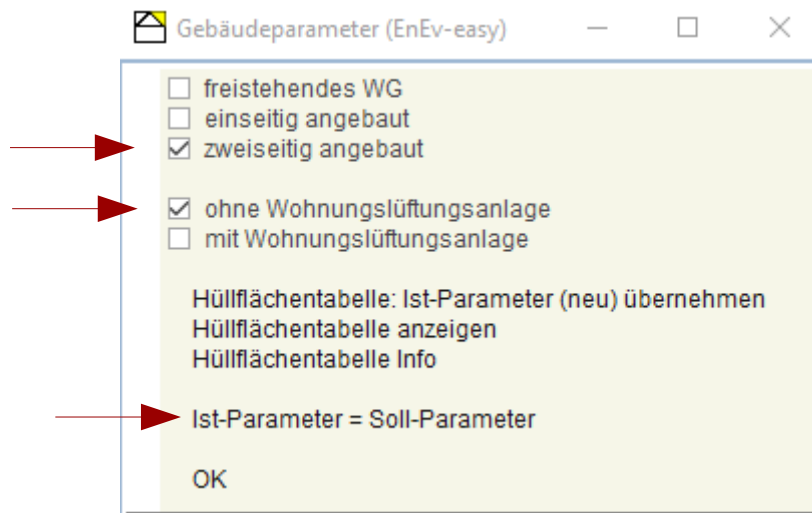 Gebäudeparameter (EnEv-easy)
freistehendes WG
einseitig angebaut
zweiseitig angebaut
ohne Wohnungslüftungsanlage
mit Wohnungslüftungsanlage
Hüllflächentabelle: Ist-Parameter (neu) übernehmen
Hüllflächentabelle anzeigen
Hüllflächentabelle Info
Ist-Parameter = Soll-Parameter
OK